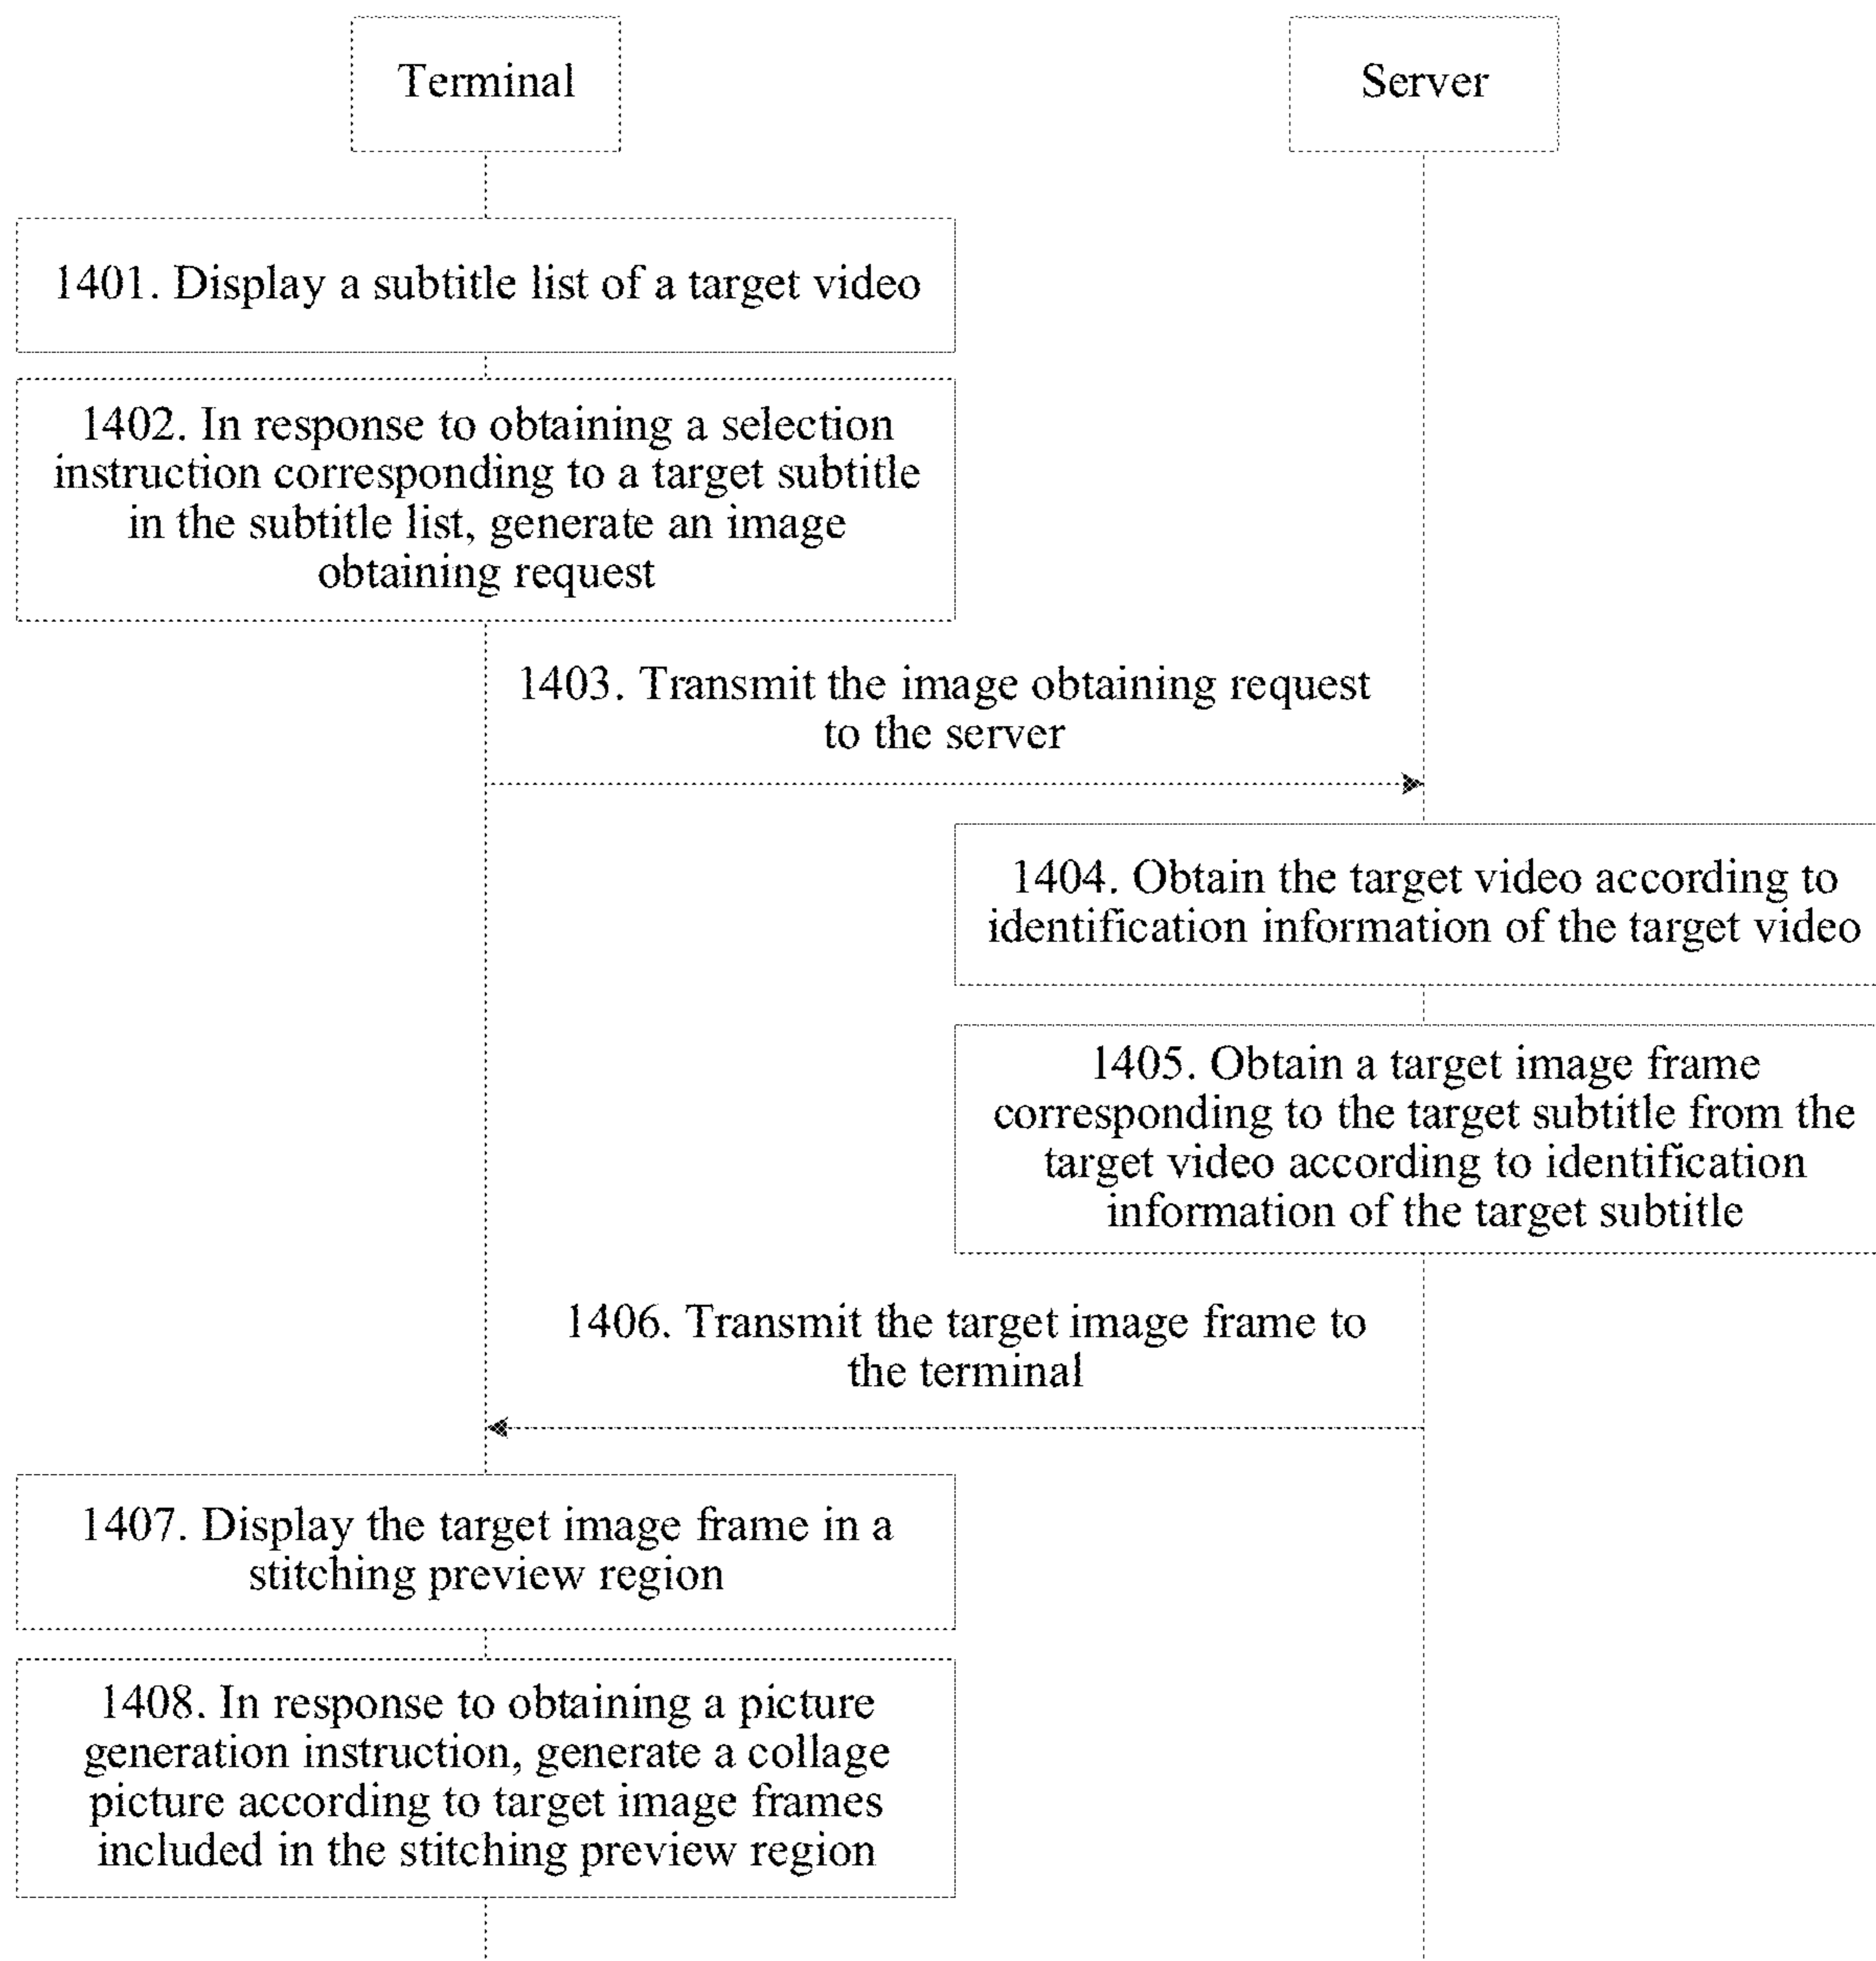 Terminal
Server
1401. Display a subtitle list of a target video
1402. In response to obtaining a selection
instruction corresponding to a target subtitle
in the subtitle list, generate an image
obtaining request
1403. Transmit the image obtaining request
to the server
1404. Obtain the target video according to
identification information of the target video
1405. Obtain a target image frame
corresponding to the target subtitle from the
target video according to identification
information of the target subtitle
1406. Transmit the target image frame to
the terminal
1407. Display the target image frame in a
stitching preview region
1408. In response to obtaining a picture
generation instruction, generate a collage
picture according to target image frames
included in the stitching preview region